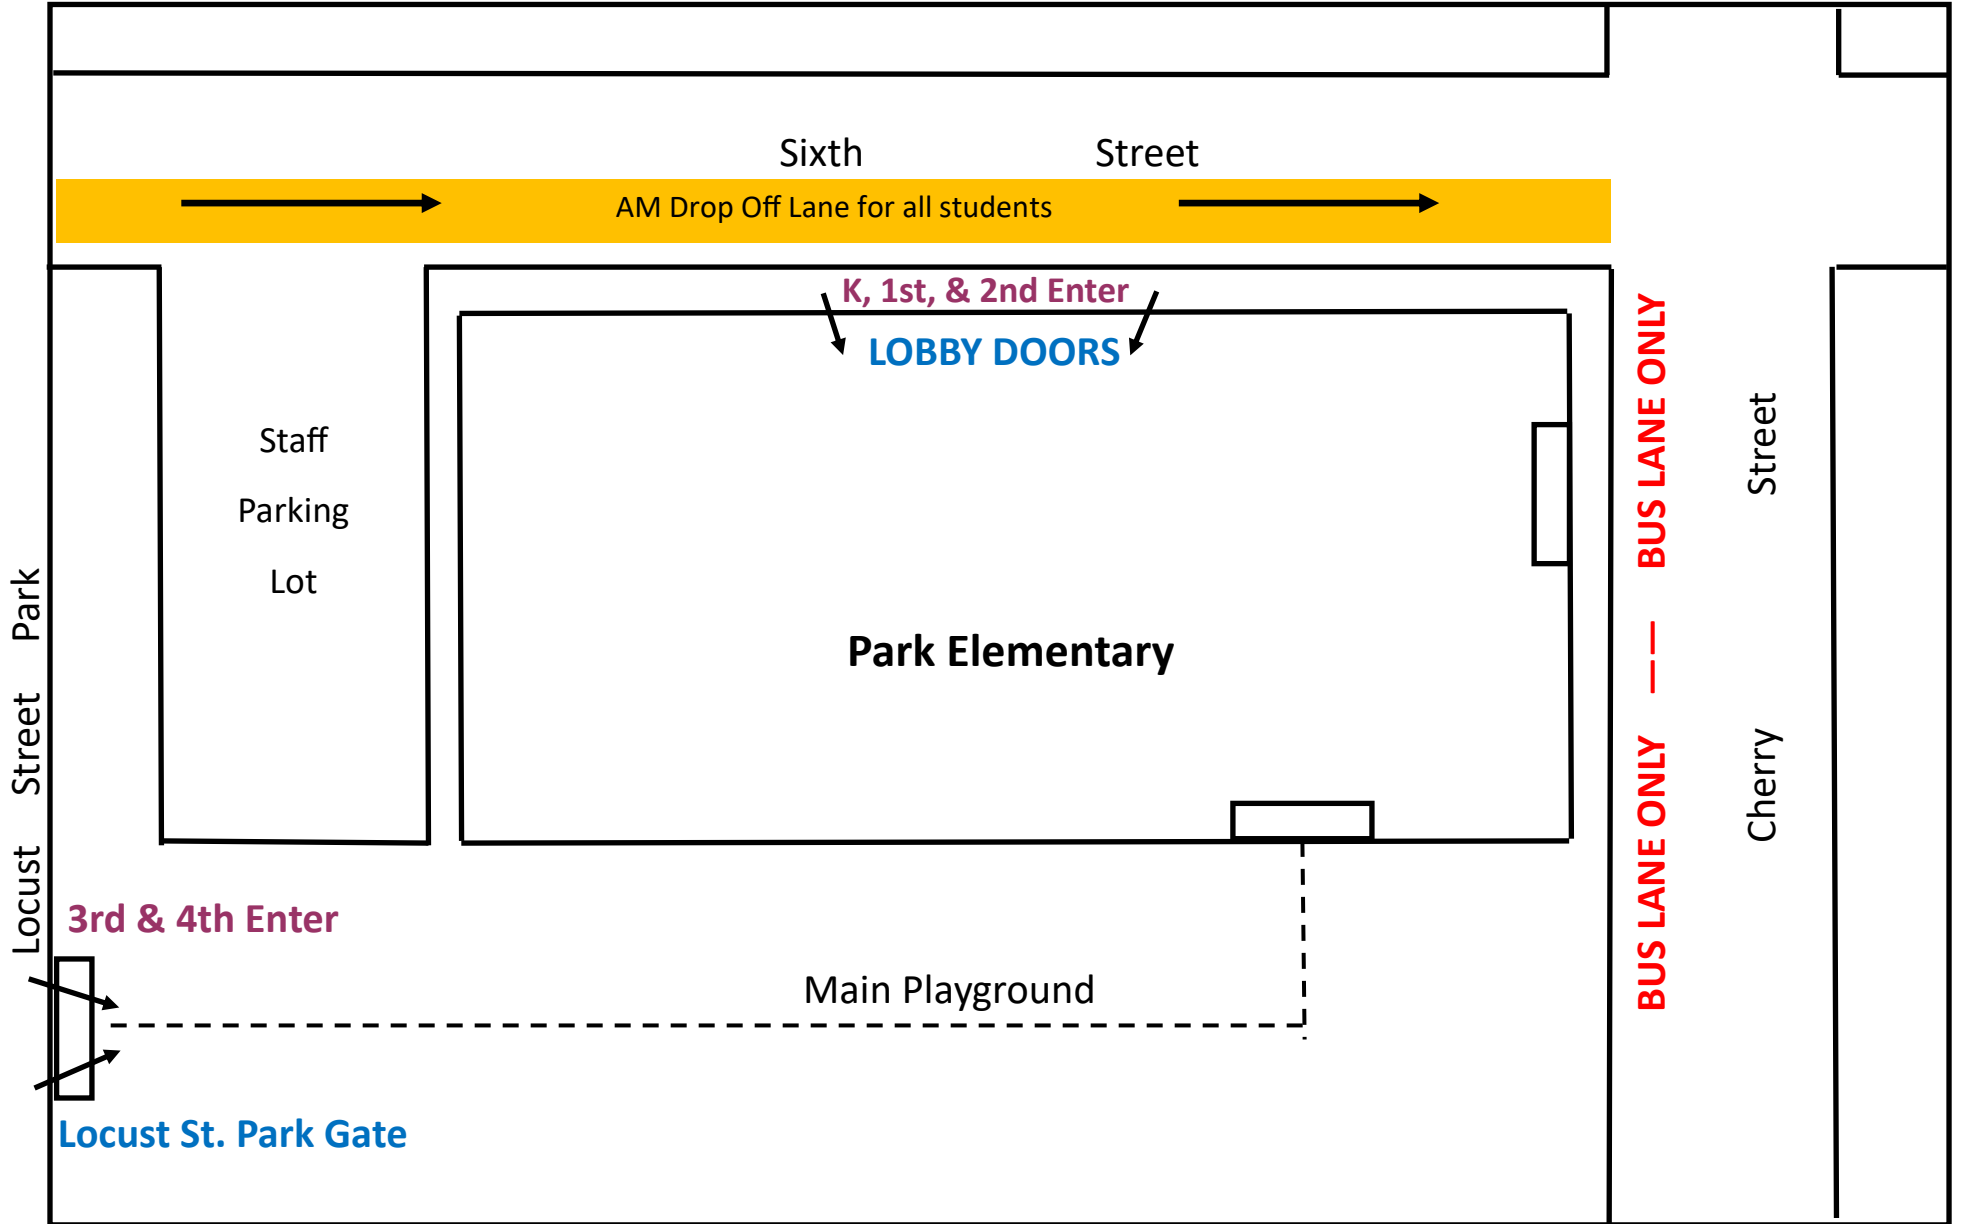 Sixth Street
AM Drop Off Lane for all students
K, 1st, & 2nd Enter
LOBBY DOORS
Staff
Parking
Lot
Park Elementary
BUS LANE ONLY —— BUS LANE ONLY
Cherry Street
Locust Street Park
3rd & 4th Enter
Main Playground
Locust St. Park Gate